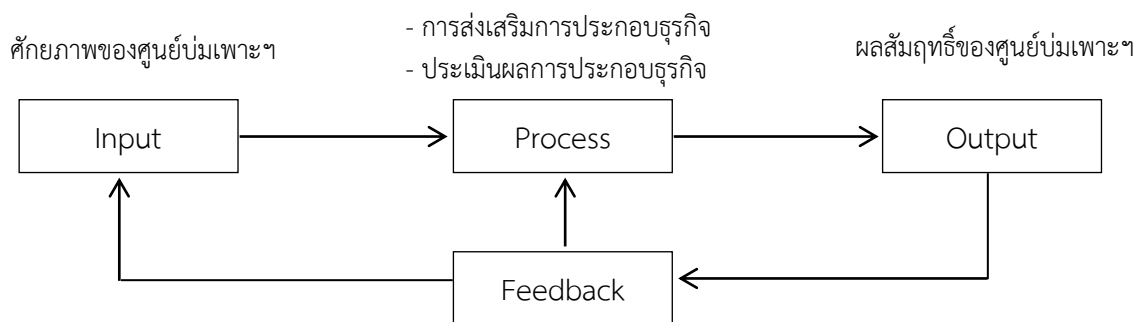 ศักยภาพของศูนย์บ่มเพาะฯ
- การส่งเสริมการประกอบธุรกิจ
- ประเมินผลการประกอบธุรกิจ
ผลสัมฤทธิ์ของศูนย์บ่มเพาะฯ
Input
Process
Output
Feedback